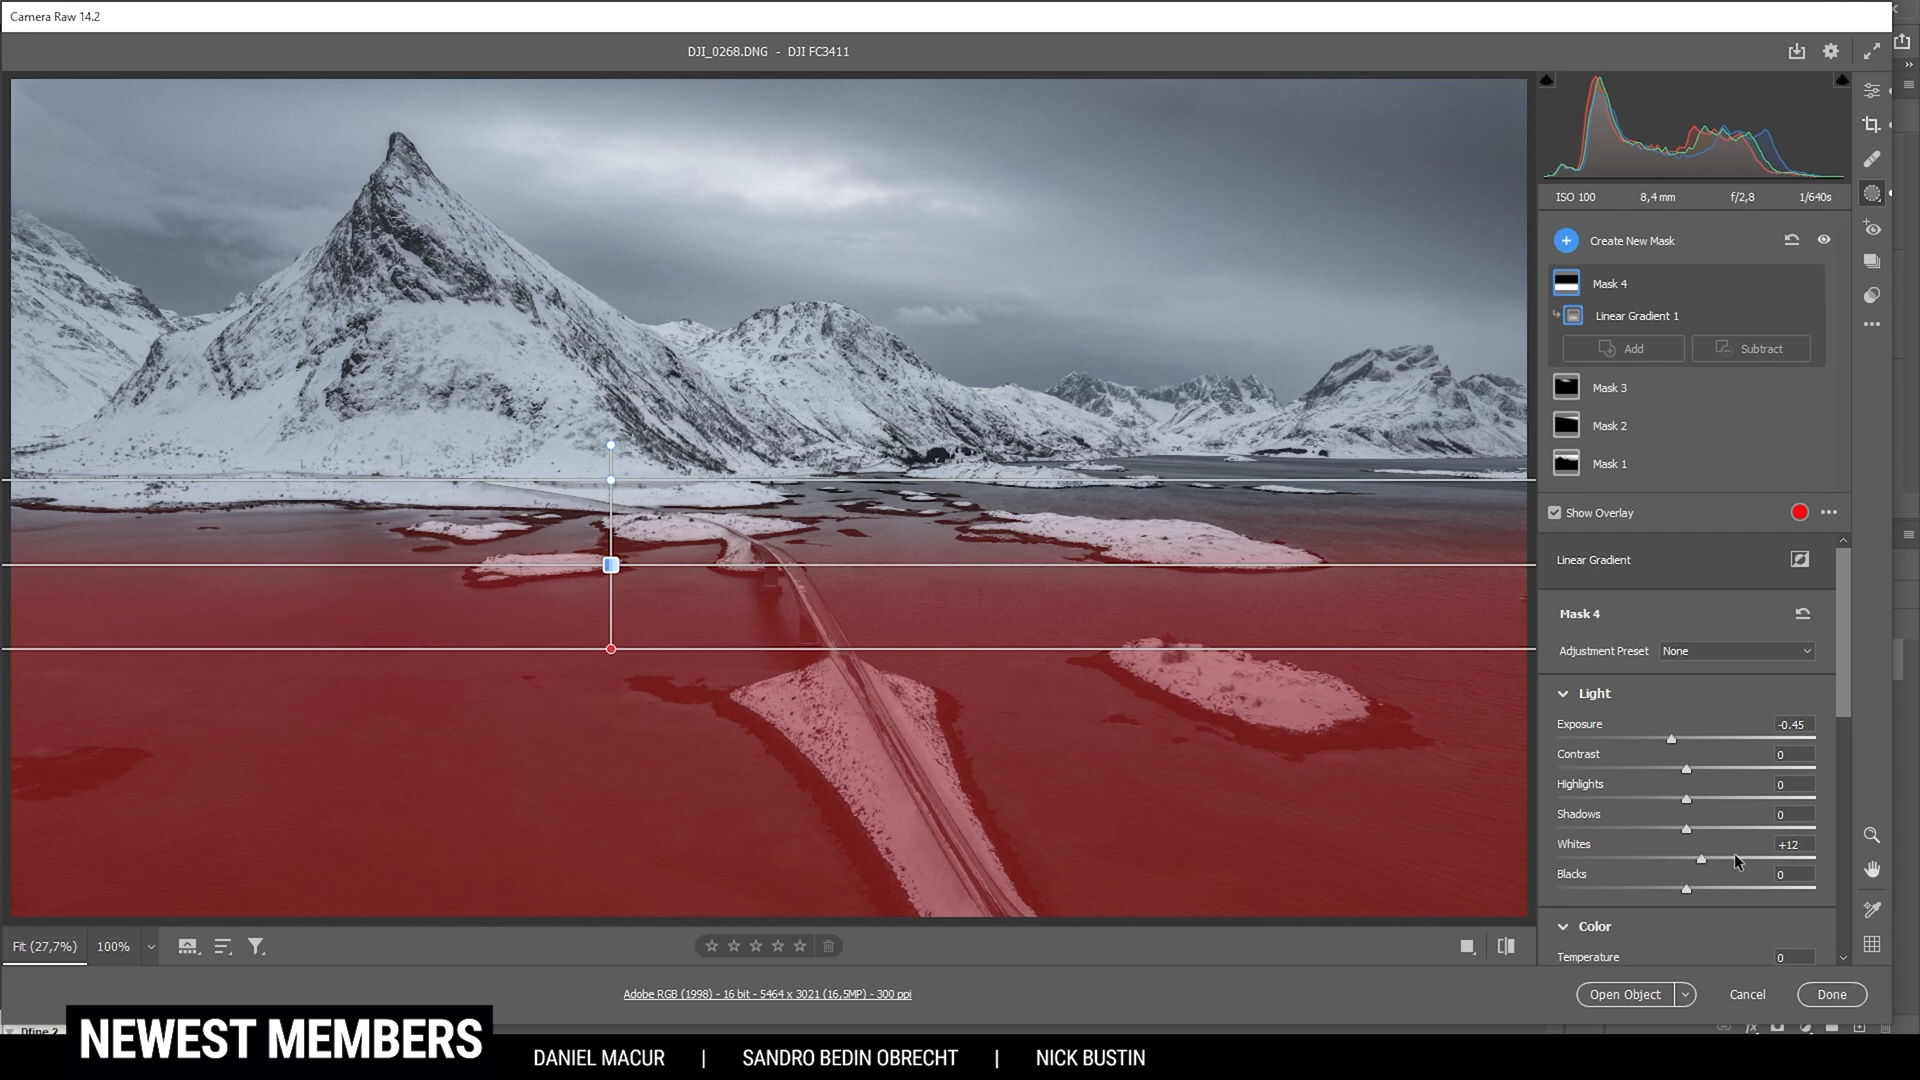 Camera Raw 14.2
DJI_0268.DNG - DJI FC3411
ISO 100 8,4 mm f/2,8 1/640s
Create New Mask
Mask 4
Linear Gradient 1
Add Subtract
Mask 3
Mask 2
Mask 1
Show Overlay
Linear Gradient
Mask 4
Adjustment Preset None
Light
Exposure -0.45
Contrast 0
Highlights 0
Shadows 0
Whites +12
Blacks 0
Color
Temperature 0
Fit (27,7%) 100%
Adobe RGB (1998) - 16 bit - 5464 x 3021 (16,5MP) - 300 ppi
Open Object Cancel Done
Dfine 2
NEWEST MEMBERS
DANIEL MACUR | SANDRO BEDIN OBRECHT | NICK BUSTIN